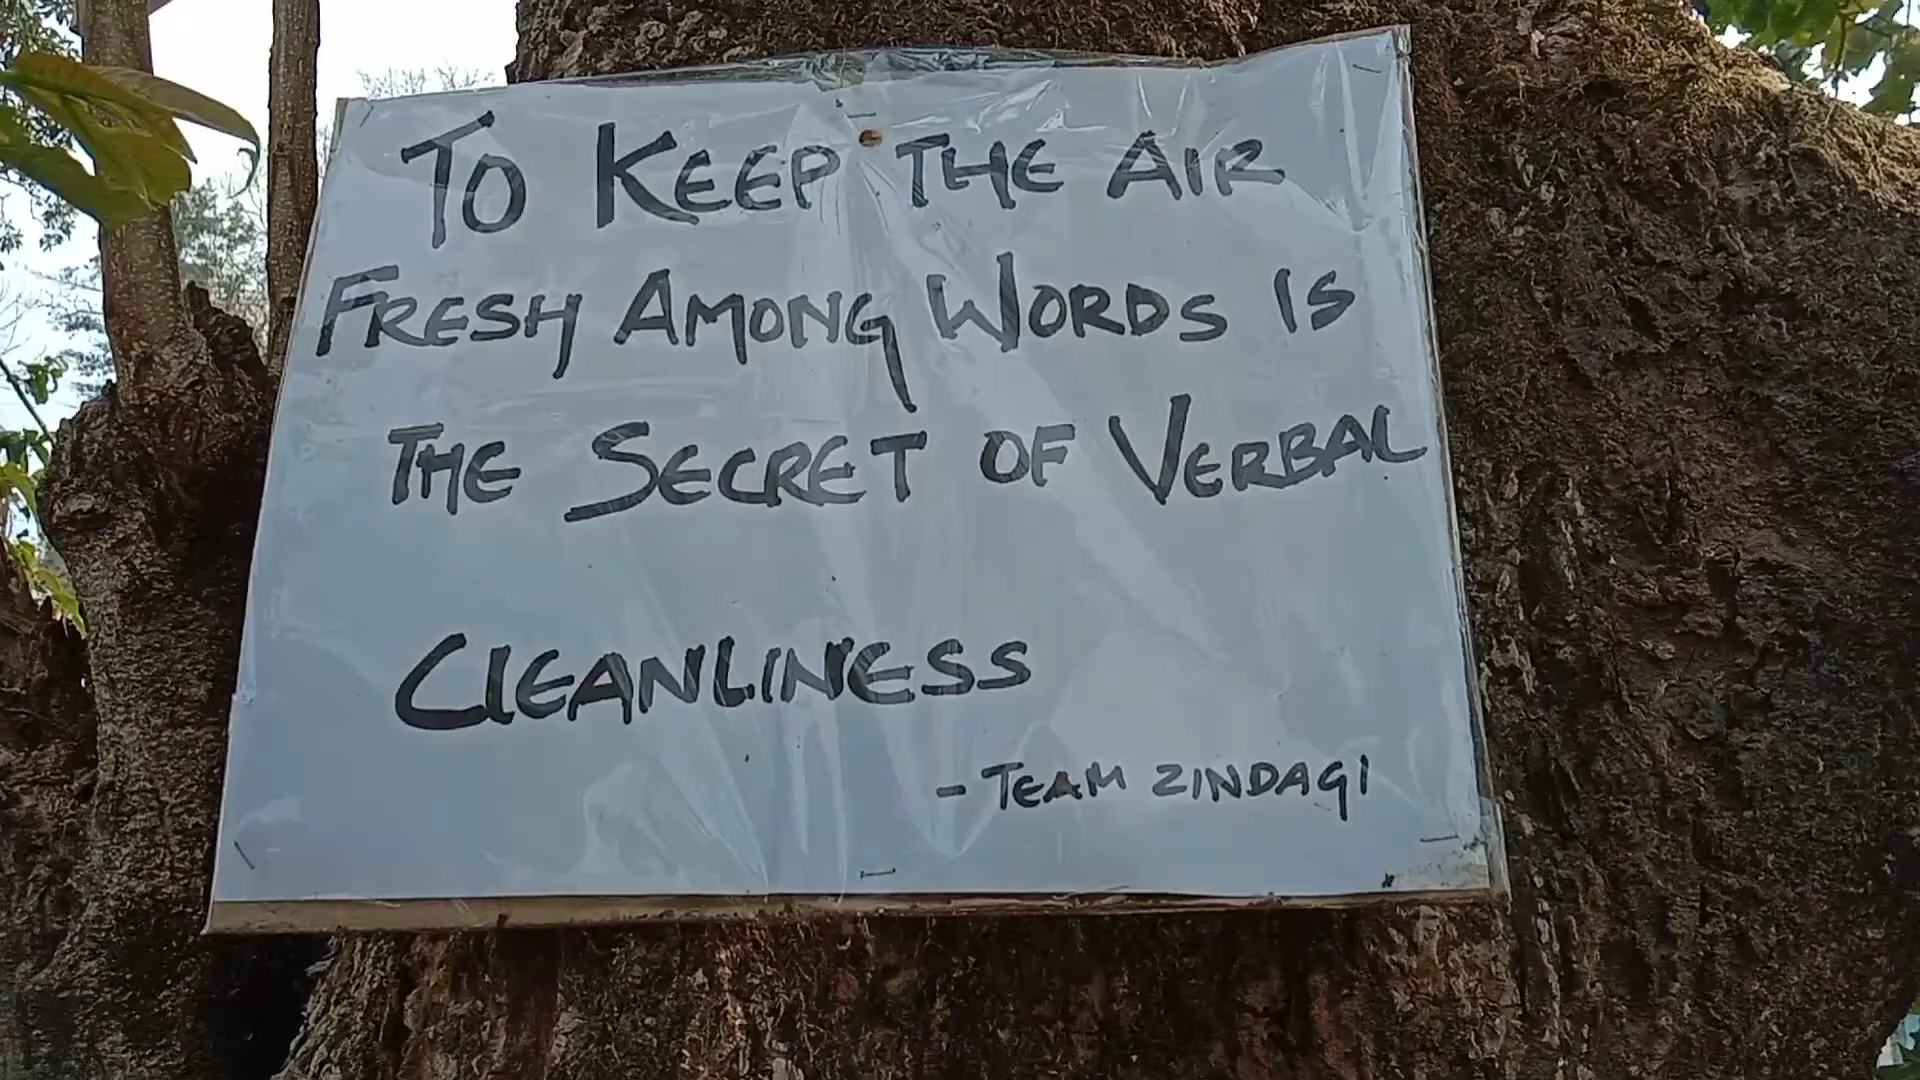 To KEEP THE AIR
FRESH AMONG WORDS IS
THE SECRET OF VERBAL
ClEANLINESS
- TEAM ZINDAGI